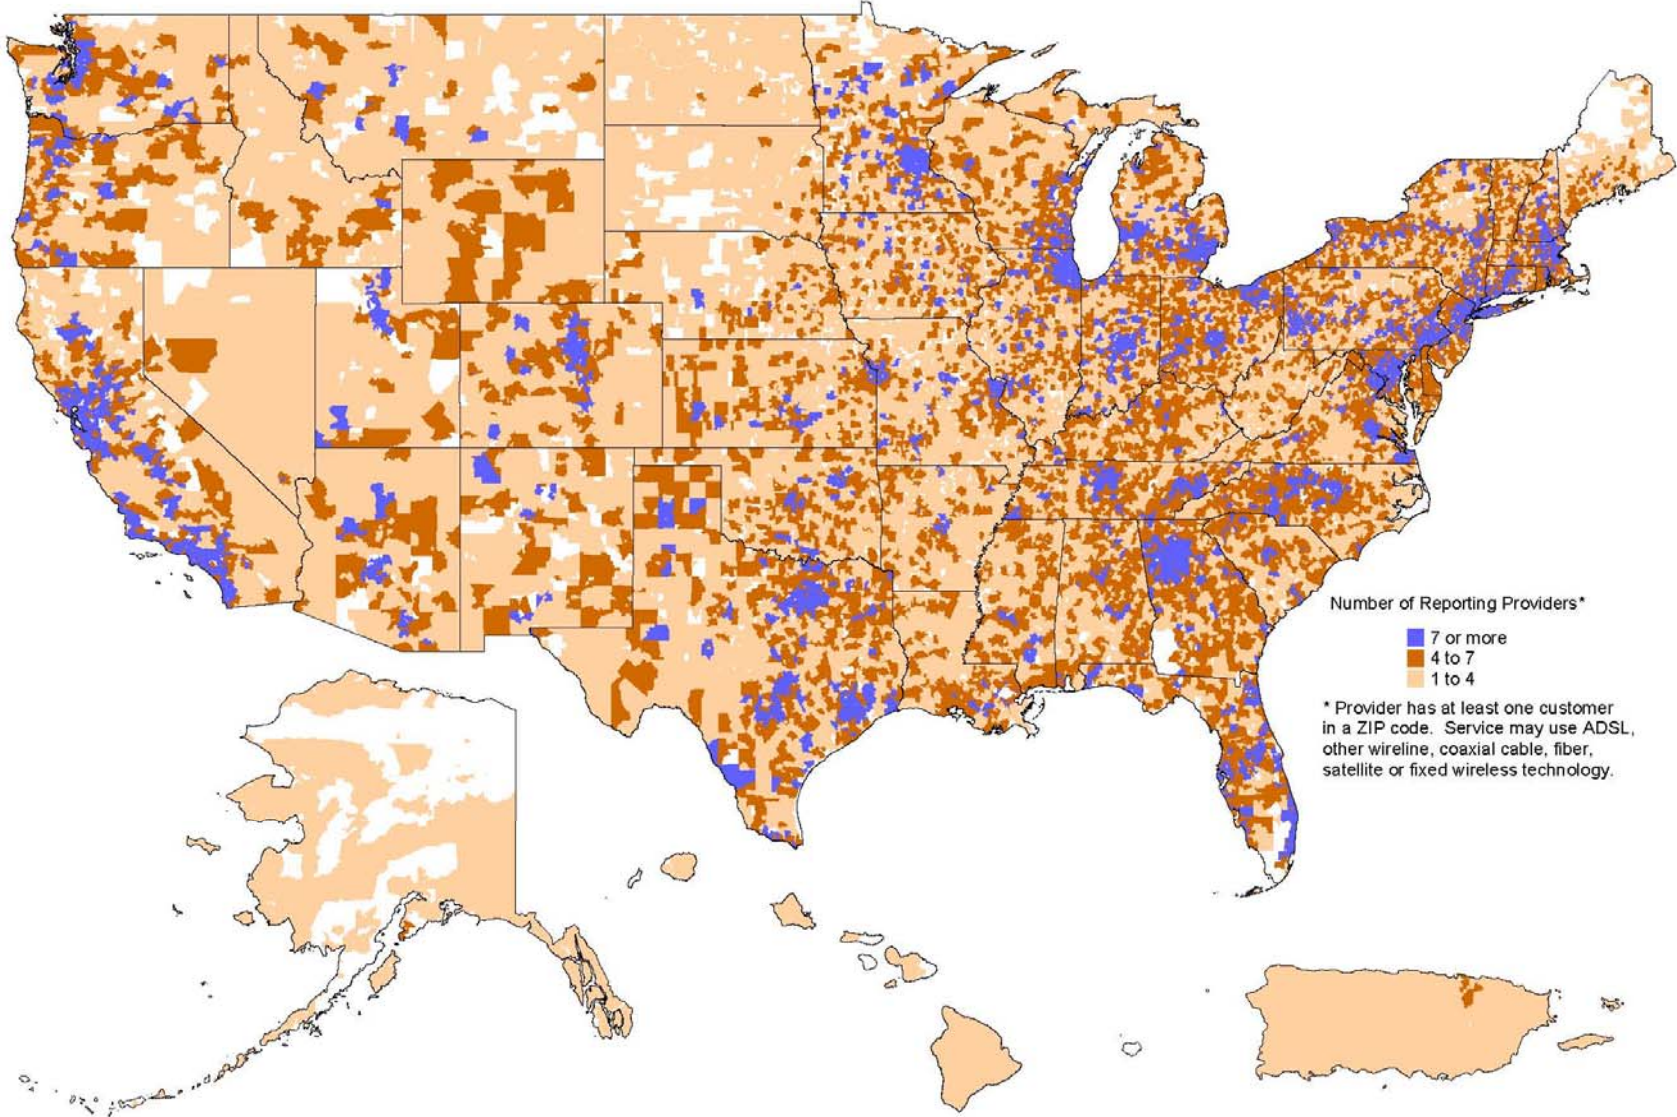 Number of Reporting Providers*
7 or more
4 to 7
1 to 4
* Provider has at least one customer
in a ZIP code. Service may use ADSL,
other wireline, coaxial cable, fiber,
satellite or fixed wireless technology.